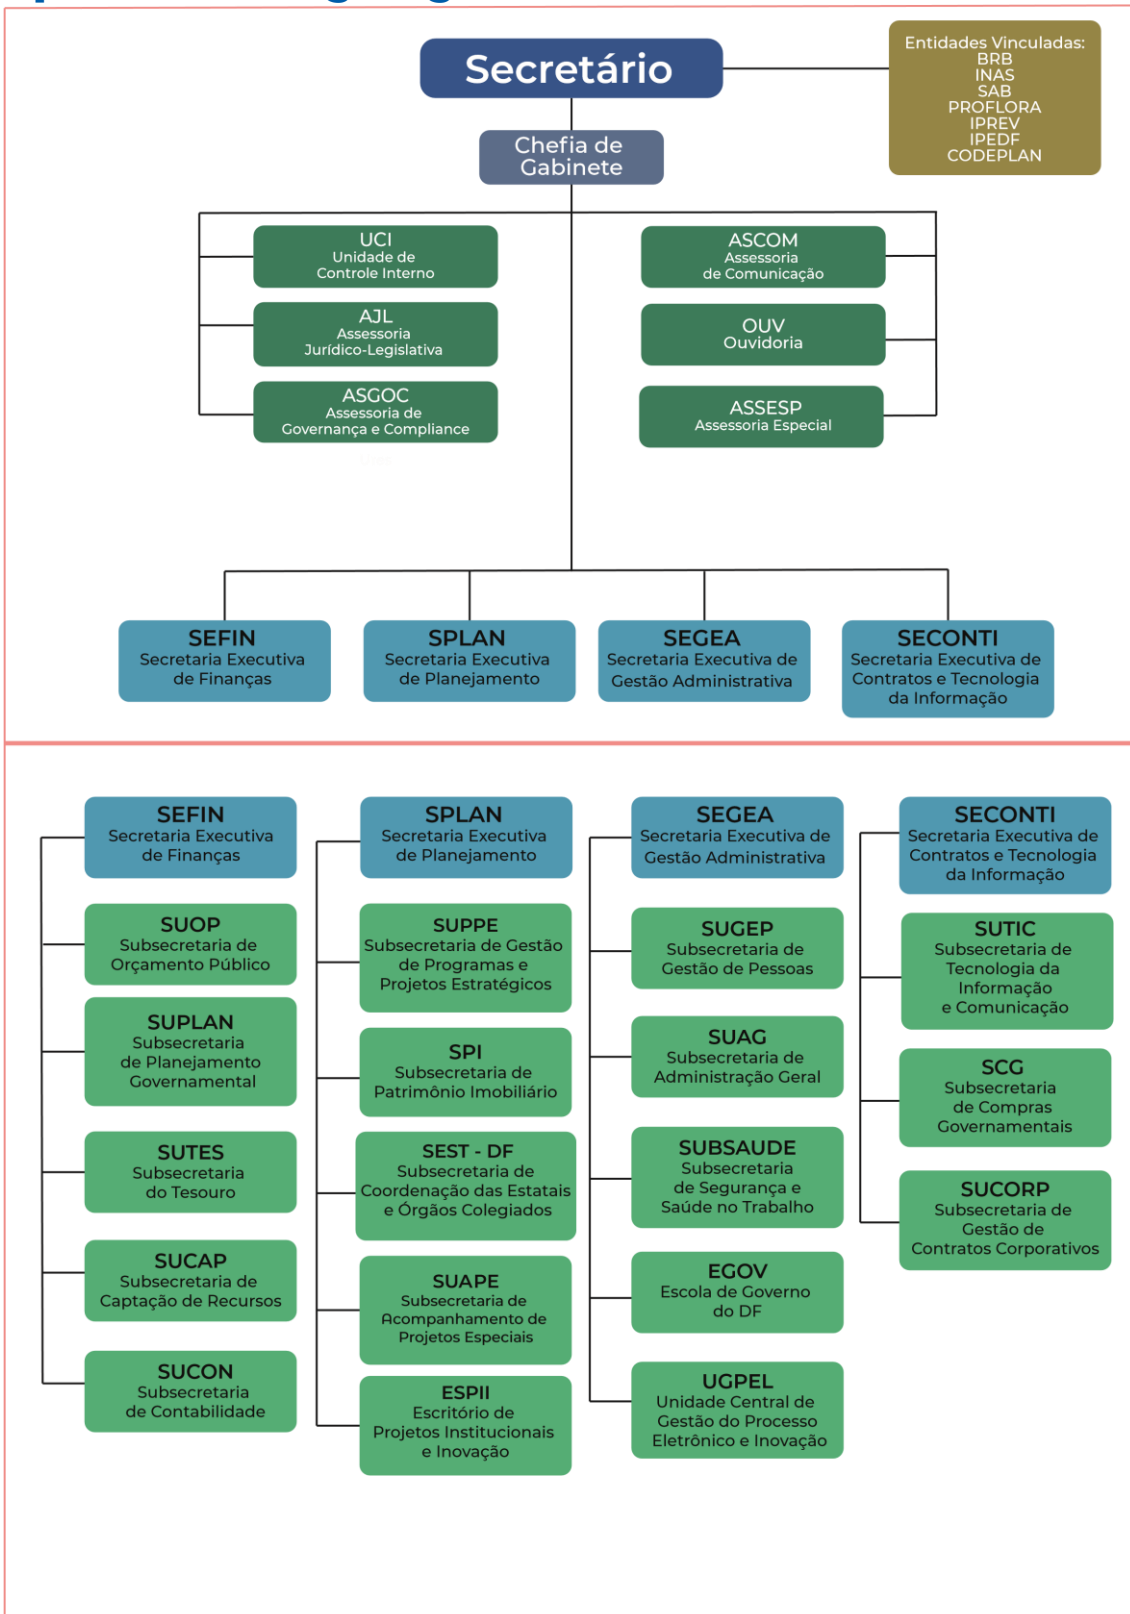 Secretário
Entidades Vinculadas:
BRB
INAS
SAB
PROFLORA
IPREV
IPEDF
CODEPLAN
Chefia de
Gabinete
UCI
Unidade de
Controle Interno
AJL
Assessoria
Jurídico-Legislativa
ASGOC
Assessoria de
Governança e Compliance
ASCOM
Assessoria
de Comunicação
OUV
Ouvidoria
ASSESP
Assessoria Especial
SEFIN
Secretaria Executiva
de Finanças
SPLAN
Secretaria Executiva
de Planejamento
SEGEA
Secretaria Executiva de
Gestão Administrativa
SECONTI
Secretaria Executiva de
Contratos e Tecnologia
da Informação
SEFIN
Secretaria Executiva
de Finanças
SUOP
Subsecretaria de
Orçamento Público
SUPLAN
Subsecretaria
de Planejamento
Governamental
SUTES
Subsecretaria
do Tesouro
SUCAP
Subsecretaria de
Captação de Recursos
SUCON
Subsecretaria
de Contabilidade
SPLAN
Secretaria Executiva
de Planejamento
SUPPE
Subsecretaria de Gestão
de Programas e
Projetos Estratégicos
SPI
Subsecretaria de
Patrimônio Imobiliário
SEST - DF
Subsecretaria de
Coordenação das Estatais
e Órgãos Colegiados
SUAPE
Subsecretaria de
Acompanhamento de
Projetos Especiais
ESPII
Escritório de
Projetos Institucionais
e Inovação
SEGEA
Secretaria Executiva de
Gestão Administrativa
SUGEP
Subsecretaria de
Gestão de Pessoas
SUAG
Subsecretaria de
Administração Geral
SUBSAUDE
Subsecretaria
de Segurança e
Saúde no Trabalho
EGOV
Escola de Governo
do DF
UGPEL
Unidade Central de
Gestão do Processo
Eletrônico e Inovação
SECONTI
Secretaria Executiva de
Contratos e Tecnologia
da Informação
SUTIC
Subsecretaria de
Tecnologia da
Informação
e Comunicação
SCG
Subsecretaria
de Compras
Governamentais
SUCORP
Subsecretaria de
Gestão de
Contratos Corporativos